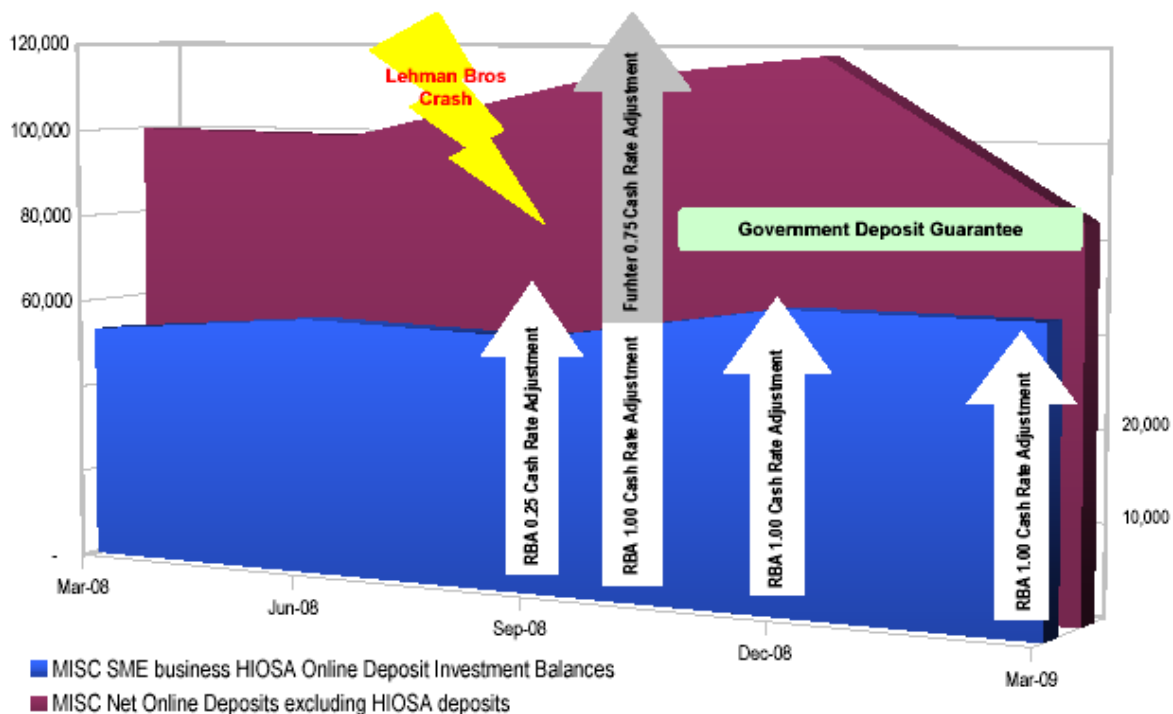 120,000
100,000
80,000
60,000
-
Lehman Bros
Crash
Furhter 0.75 Cash Rate Adjustment
Government Deposit Guarantee
RBA 0.25 Cash Rate Adjustment
RBA 1.00 Cash Rate Adjustment
RBA 1.00 Cash Rate Adjustment
RBA 1.00 Cash Rate Adjustment
20,000
10,000
Mar-08
Jun-08
Sep-08
Dec-08
Mar-09
MISC SME business HIOSA Online Deposit Investment Balances
MISC Net Online Deposits excluding HIOSA deposits